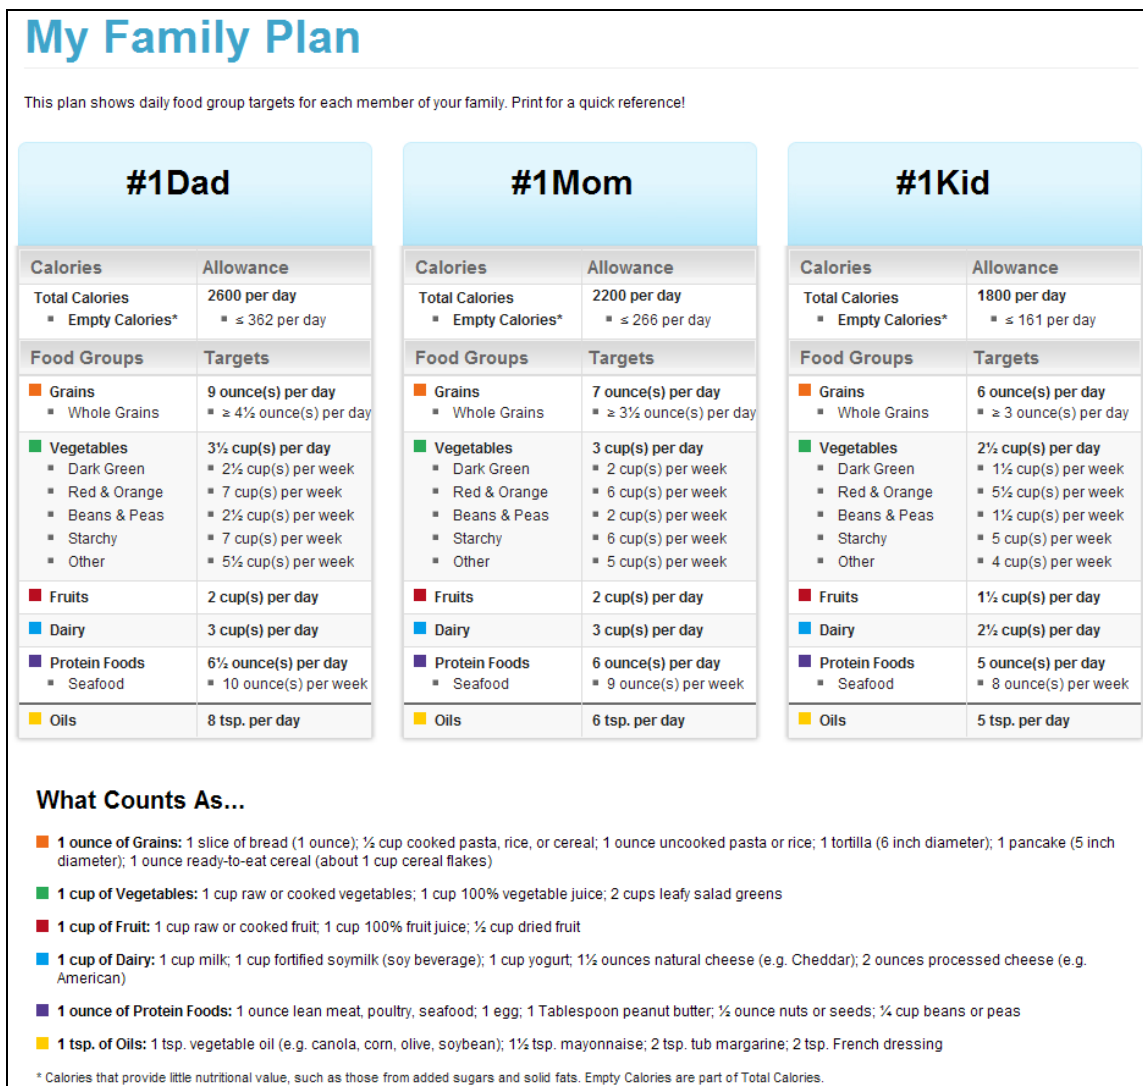 My Family Plan
This plan shows daily food group targets for each member of your family. Print for a quick reference!
#1Dad
Calories Allowance
Total Calories 2600 per day
▪ Empty Calories* ▪ ≤ 362 per day
Food Groups Targets
Grains 9 ounce(s) per day
▪ Whole Grains ▪ ≥ 4½ ounce(s) per day
Vegetables 3½ cup(s) per day
▪ Dark Green ▪ 2½ cup(s) per week
▪ Red & Orange ▪ 7 cup(s) per week
▪ Beans & Peas ▪ 2½ cup(s) per week
▪ Starchy ▪ 7 cup(s) per week
▪ Other ▪ 5½ cup(s) per week
Fruits 2 cup(s) per day
Dairy 3 cup(s) per day
Protein Foods 6½ ounce(s) per day
▪ Seafood ▪ 10 ounce(s) per week
Oils 8 tsp. per day
#1Mom
Calories Allowance
Total Calories 2200 per day
▪ Empty Calories* ▪ ≤ 266 per day
Food Groups Targets
Grains 7 ounce(s) per day
▪ Whole Grains ▪ ≥ 3½ ounce(s) per day
Vegetables 3 cup(s) per day
▪ Dark Green ▪ 2 cup(s) per week
▪ Red & Orange ▪ 6 cup(s) per week
▪ Beans & Peas ▪ 2 cup(s) per week
▪ Starchy ▪ 6 cup(s) per week
▪ Other ▪ 5 cup(s) per week
Fruits 2 cup(s) per day
Dairy 3 cup(s) per day
Protein Foods 6 ounce(s) per day
▪ Seafood ▪ 9 ounce(s) per week
Oils 6 tsp. per day
#1Kid
Calories Allowance
Total Calories 1800 per day
▪ Empty Calories* ▪ ≤ 161 per day
Food Groups Targets
Grains 6 ounce(s) per day
▪ Whole Grains ▪ ≥ 3 ounce(s) per day
Vegetables 2½ cup(s) per day
▪ Dark Green ▪ 1½ cup(s) per week
▪ Red & Orange ▪ 5½ cup(s) per week
▪ Beans & Peas ▪ 1½ cup(s) per week
▪ Starchy ▪ 5 cup(s) per week
▪ Other ▪ 4 cup(s) per week
Fruits 1½ cup(s) per day
Dairy 2½ cup(s) per day
Protein Foods 5 ounce(s) per day
▪ Seafood ▪ 8 ounce(s) per week
Oils 5 tsp. per day
What Counts As...
1 ounce of Grains: 1 slice of bread (1 ounce); ½ cup cooked pasta, rice, or cereal; 1 ounce uncooked pasta or rice; 1 tortilla (6 inch diameter); 1 pancake (5 inch
diameter); 1 ounce ready-to-eat cereal (about 1 cup cereal flakes)
1 cup of Vegetables: 1 cup raw or cooked vegetables; 1 cup 100% vegetable juice; 2 cups leafy salad greens
1 cup of Fruit: 1 cup raw or cooked fruit; 1 cup 100% fruit juice; ½ cup dried fruit
1 cup of Dairy: 1 cup milk; 1 cup fortified soymilk (soy beverage); 1 cup yogurt; 1½ ounces natural cheese (e.g. Cheddar); 2 ounces processed cheese (e.g.
American)
1 ounce of Protein Foods: 1 ounce lean meat, poultry, seafood; 1 egg; 1 Tablespoon peanut butter; ½ ounce nuts or seeds; ¼ cup beans or peas
1 tsp. of Oils: 1 tsp. vegetable oil (e.g. canola, corn, olive, soybean); 1½ tsp. mayonnaise; 2 tsp. tub margarine; 2 tsp. French dressing
* Calories that provide little nutritional value, such as those from added sugars and solid fats. Empty Calories are part of Total Calories.